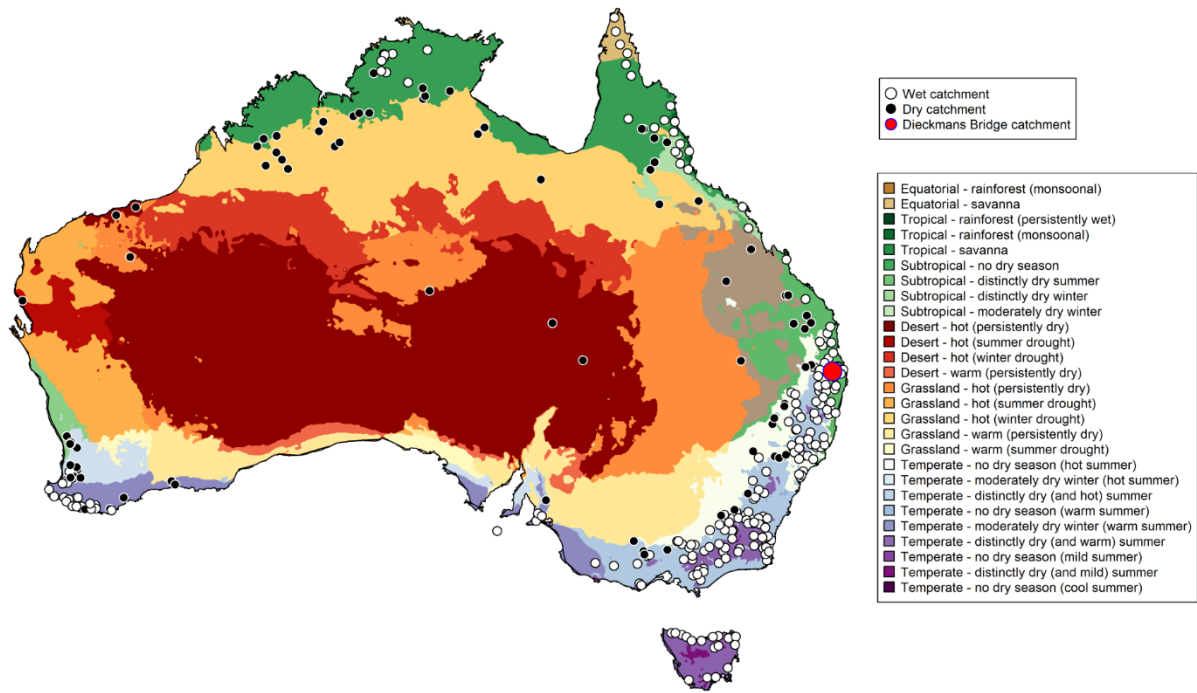 Wet catchment
Dry catchment
Dieckmans Bridge catchment
Equatorial - rainforest (monsoonal)
Equatorial - savanna
Tropical - rainforest (persistently wet)
Tropical - rainforest (monsoonal)
Tropical - savanna
Subtropical - no dry season
Subtropical - distinctly dry summer
Subtropical - distinctly dry winter
Subtropical - moderately dry winter
Desert - hot (persistently dry)
Desert - hot (summer drought)
Desert - hot (winter drought)
Desert - warm (persistently dry)
Grassland - hot (persistently dry)
Grassland - hot (summer drought)
Grassland - hot (winter drought)
Grassland - warm (persistently dry)
Grassland - warm (summer drought)
Temperate - no dry season (hot summer)
Temperate - moderately dry winter (hot summer)
Temperate - distinctly dry (and hot) summer
Temperate - no dry season (warm summer)
Temperate - moderately dry winter (warm summer)
Temperate - distinctly dry (and warm) summer
Temperate - no dry season (mild summer)
Temperate - distinctly dry (and mild) summer
Temperate - no dry season (cool summer)